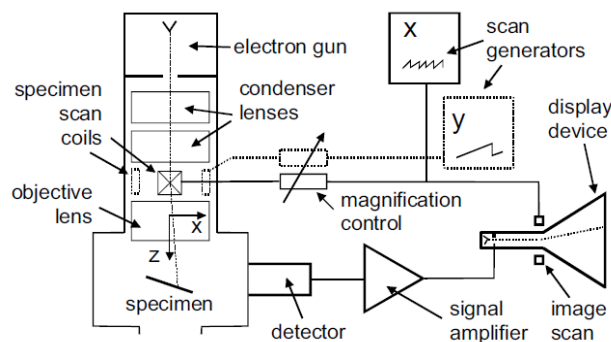 electron gun
specimen
scan
coils
condenser
lenses
objective
lens
x
z
specimen
detector
signal
amplifier
magnification
control
X
scan
generators
y
display
device
image
scan